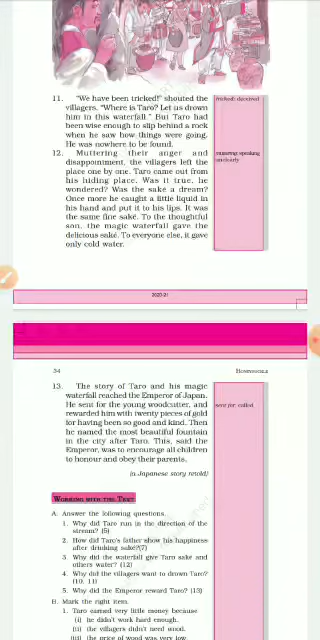 11. "We have been tricked!" shouted the
villagers. "Where is Taro? Let us drown
him in this waterfall." But Taro had
been wise enough to slip behind a rock
when he saw how things were going.
He was nowhere to be found.
tricked: deceived
12. Muttering their anger and
disappointment, the villagers left the
place one by one. Taro came out from
his hiding place. Was it true, he
wondered? Was the saké a dream?
Once more he caught a little liquid in
his hand and put it to his lips. It was
the same fine saké. To the thoughtful
son, the magic waterfall gave the
delicious saké. To everyone else, it gave
only cold water.
muttering: speaking
unclearly
2020-21
34
HONEYSUCKLE
13. The story of Taro and his magic
waterfall reached the Emperor of Japan.
He sent for the young woodcutter, and
rewarded him with twenty pieces of gold
for having been so good and kind. Then
he named the most beautiful fountain
in the city after Taro. This, said the
Emperor, was to encourage all children
to honour and obey their parents.
sent for: called
(a Japanese story retold)
WORKING WITH THE TEXT
A. Answer the following questions.
1. Why did Taro run in the direction of the
stream? (5)
2. How did Taro's father show his happiness
after drinking saké?(7)
3. Why did the waterfall give Taro sake and
others water? (12)
4. Why did the villagers want to drown Taro?
(10, 11)
5. Why did the Emperor reward Taro? (13)
B. Mark the right item.
1. Taro earned very little money because
(i) he didn't work hard enough.
(ii) the villagers didn't need wood.
(iii) the price of wood was very low.